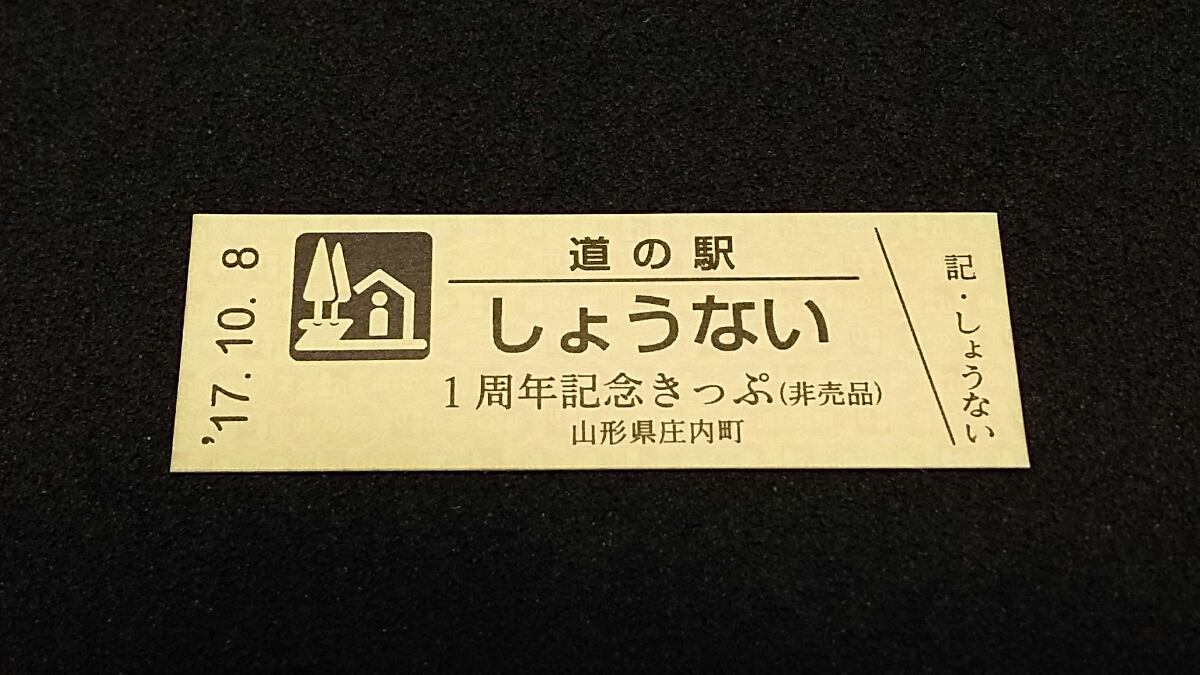 '17.10.8
道の駅
しょうない
1周年記念きっぷ(非売品)
山形県庄内町
記・しょうない